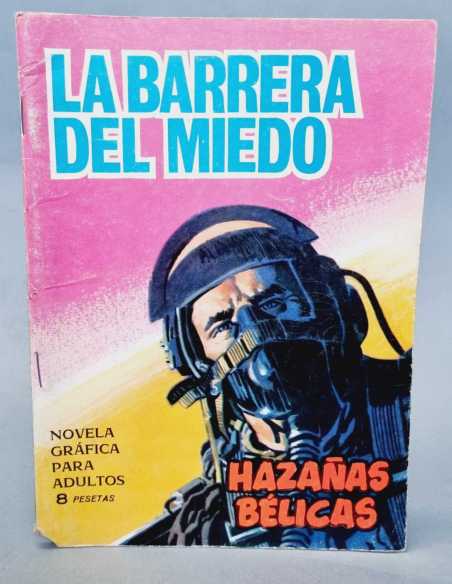 LA BARRERA
DEL MIEDO
NOVELA
GRÁFICA
PARA
ADULTOS
8 PESETAS
HAZAÑAS
BÉLICAS